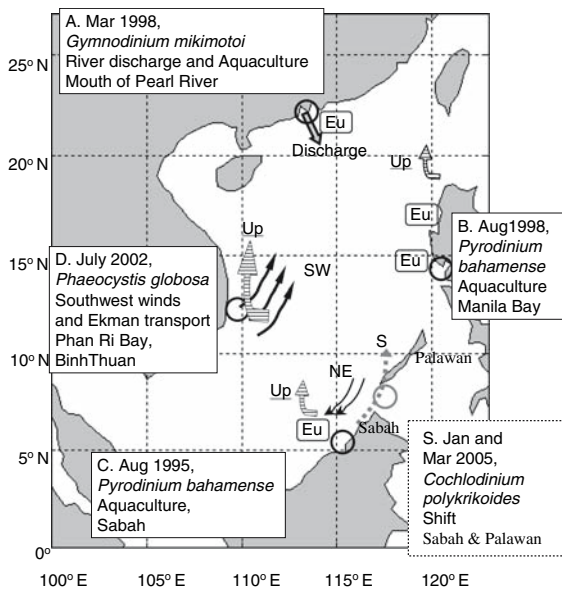 A. Mar 1998,
Gymnodinium mikimotoi
River discharge and Aquaculture
Mouth of Pearl River
25° N
Eu
Discharge
20° N
Up
Up
Eu
15° N
SW
Eu
B. Aug1998,
Pyrodinium
bahamense
Aquaculture
Manila Bay
D. July 2002,
Phaeocystis globosa
Southwest winds
and Ekman transport
Phan Ri Bay,
BinhThuan
10° N
S
Palawan
NE
Up
Eu
Sabah
5° N
C. Aug 1995,
Pyrodinium bahamense
Aquaculture,
Sabah
S. Jan and
Mar 2005,
Cochlodinium
polykrikoides
Shift
Sabah & Palawan
0°
100° E 105° E 110° E 115° E 120° E